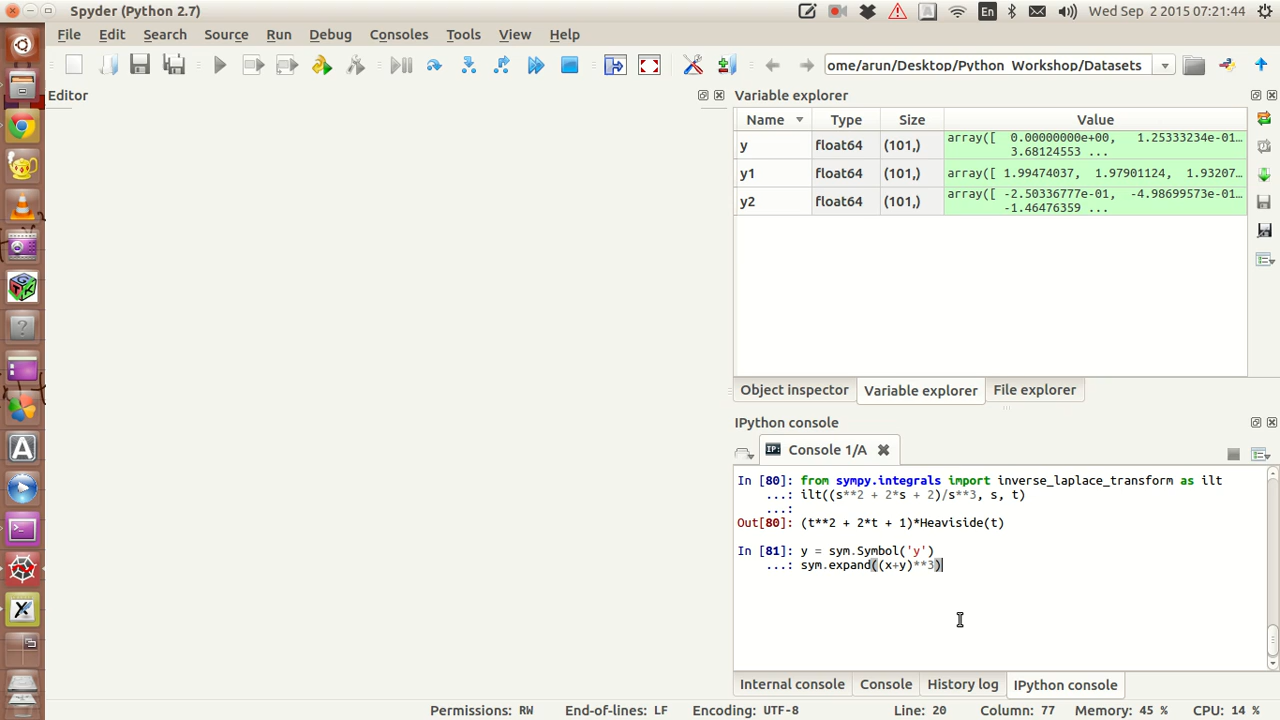 Spyder (Python 2.7)
En
Wed Sep 2 2015 07:21:44
File Edit Search Source Run Debug Consoles Tools View Help
ome/arun/Desktop/Python Workshop/Datasets
Editor
Variable explorer
Name Type Size Value
y float64 (101,) array([ 0.00000000e+00, 1.25333234e-01…
3.68124553 ...
y1 float64 (101,) array([ 1.99474037, 1.97901124, 1.93207…
y2 float64 (101,) array([ -2.50336777e-01, -4.98699573e-01…
-1.46476359 ...
Object inspector Variable explorer File explorer
IPython console
IP: Console 1/A
In [80]: from sympy.integrals import inverse_laplace_transform as ilt
...: ilt((s**2 + 2*s + 2)/s**3, s, t)
...:
Out[80]: (t**2 + 2*t + 1)*Heaviside(t)
In [81]: y = sym.Symbol('y')
...: sym.expand((x+y)**3)
Internal console Console History log IPython console
Permissions: RW End-of-lines: LF Encoding: UTF-8 Line: 20 Column: 77 Memory: 45 % CPU: 14 %